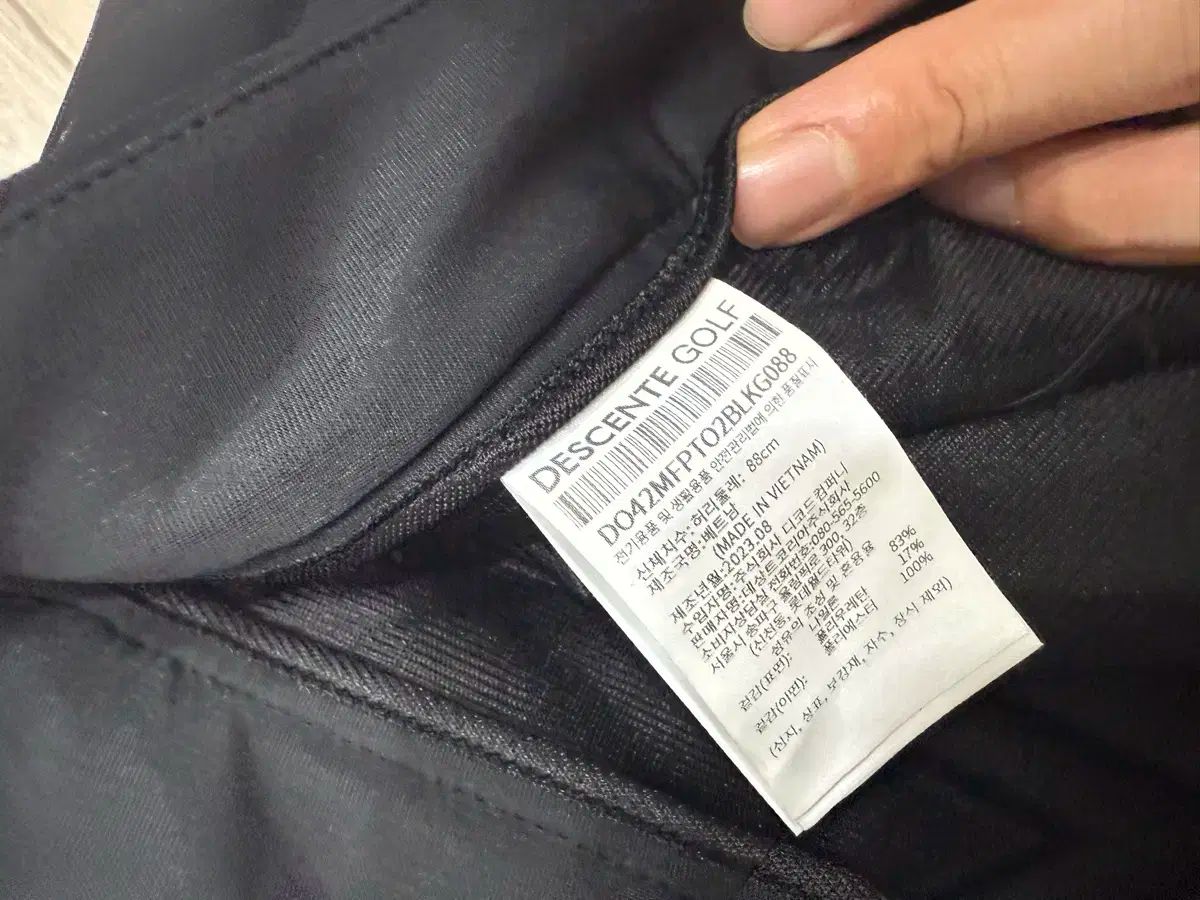 DESCENTE GOLF
DO42MFPT02BLKG088
전기용품 및 생활용품 안전관리법에 의한 품질표시
신체치수:허리둘레: 88cm
제조국명:베트남
(MADE IN VIETNAM)
제조년월:2023.08
수입자명:주식회사 디코드컴퍼니
판매자명:데상트코리아주식회사
소비자상담실 전화번호:080-565-5600
서울시 송파구 올림픽로 300, 32층
(신천동, 롯데월드타워)
섬유의 조성 및 혼용율
겉감(표면): 나일론 83%
폴리우레탄 17%
겉감(이면): 폴리에스터 100%
(심지, 상표, 보강재, 자수, 장식 제외)